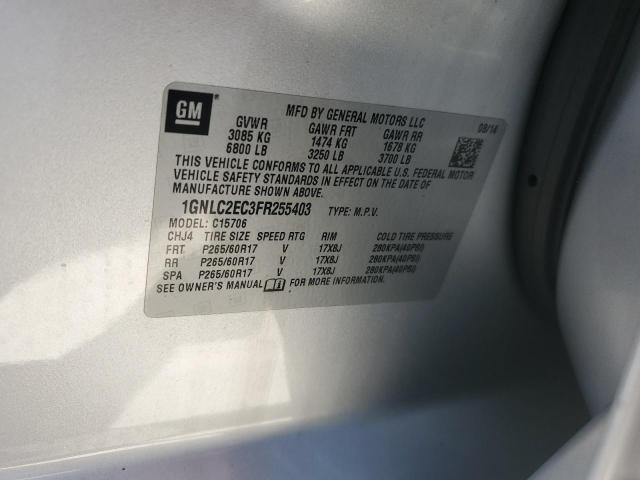 GM
MFD BY GENERAL MOTORS LLC
08/14
GVWR GAWR FRT GAWR RR
3085 KG 1474 KG 1678 KG
6800 LB 3250 LB 3700 LB
THIS VEHICLE CONFORMS TO ALL APPLICABLE U.S. FEDERAL MOTOR
VEHICLE SAFETY STANDARDS IN EFFECT ON THE DATE OF
MANUFACTURE SHOWN ABOVE.
1GNLC2EC3FR255403 TYPE: M.P.V.
MODEL: C15706
CHJ4 TIRE SIZE SPEED RTG RIM COLD TIRE PRESSURE
FRT P265/60R17 V 17X8J 280KPA(40PSI)
RR P265/60R17 V 17X8J 280KPA(40PSI)
SPA P265/60R17 V 17X8J 280KPA(40PSI)
SEE OWNER'S MANUAL FOR MORE INFORMATION.